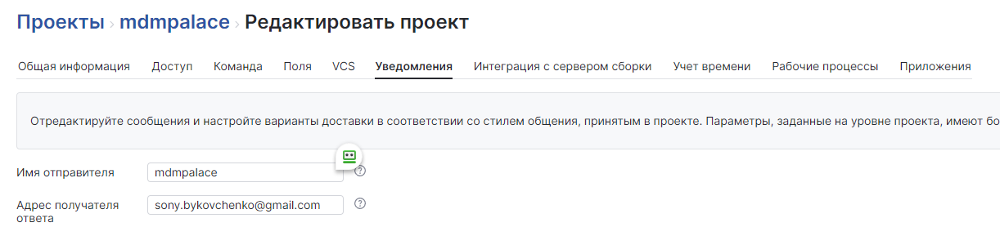 Проекты › mdmpalace › Редактировать проект
Общая информация Доступ Команда Поля VCS Уведомления Интеграция с сервером сборки Учет времени Рабочие процессы Приложения
Отредактируйте сообщения и настройте варианты доставки в соответствии со стилем общения, принятым в проекте. Параметры, заданные на уровне проекта, имеют бо
Имя отправителя mdmpalace ?
Адрес получателя sony.bykovchenko@gmail.com ?
ответа